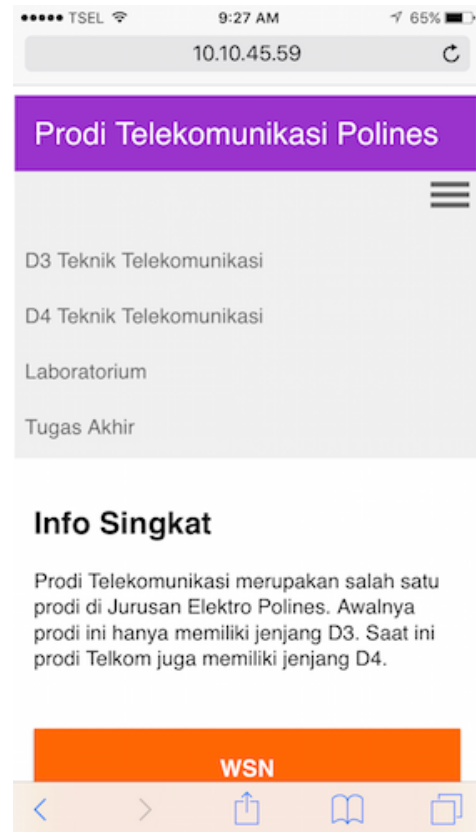 TSEL 9:27 AM 65%
10.10.45.59
Prodi Telekomunikasi Polines
D3 Teknik Telekomunikasi
D4 Teknik Telekomunikasi
Laboratorium
Tugas Akhir
Info Singkat
Prodi Telekomunikasi merupakan salah satu
prodi di Jurusan Elektro Polines. Awalnya
prodi ini hanya memiliki jenjang D3. Saat ini
prodi Telkom juga memiliki jenjang D4.
WSN